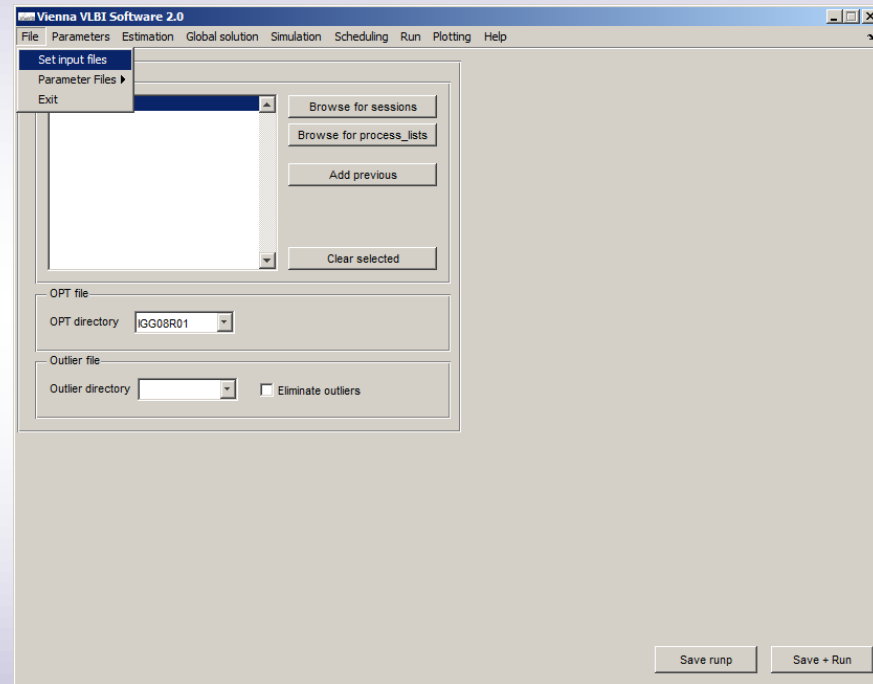 Vienna VLBI Software 2.0
File Parameters Estimation Global solution Simulation Scheduling Run Plotting Help
Set input files
Parameter Files
Exit
Browse for sessions
Browse for process_lists
Add previous
Clear selected
OPT file
OPT directory IGG08R01
Outlier file
Outlier directory Eliminate outliers
Save runp Save + Run